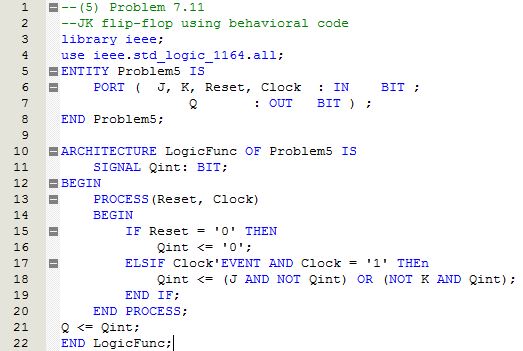 1 --(5) Problem 7.11
2 --JK flip-flop using behavioral code
3 library ieee;
4 use ieee.std_logic_1164.all;
5 ENTITY Problem5 IS
6 PORT ( J, K, Reset, Clock : IN BIT ;
7 Q : OUT BIT ) ;
8 END Problem5;
9
10 ARCHITECTURE LogicFunc OF Problem5 IS
11 SIGNAL Qint: BIT;
12 BEGIN
13 PROCESS(Reset, Clock)
14 BEGIN
15 IF Reset = '0' THEN
16 Qint <= '0';
17 ELSIF Clock'EVENT AND Clock = '1' THEn
18 Qint <= (J AND NOT Qint) OR (NOT K AND Qint);
19 END IF;
20 END PROCESS;
21 Q <= Qint;
22 END LogicFunc;